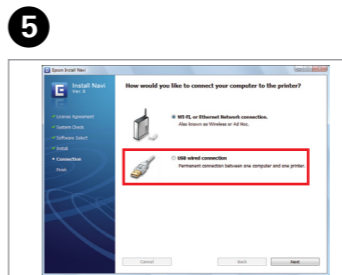 5
Epson Install Navi
Install Navi
How would you like to connect your computer to the printer?
License Agreement
System Check
Software Select
Install
Connection
Finish
Wi-Fi, or Ethernet Network connection.
Also known as Wireless or Ad Hoc.
USB wired connection
Permanent connection between one computer and one printer.
Cancel
Back
Next